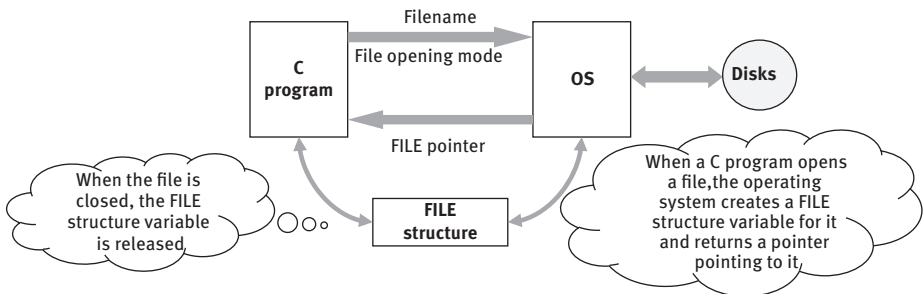 Filename
File opening mode
C
program
OS
Disks
FILE pointer
When the file is
closed, the FILE
structure variable
is released
FILE
structure
When a C program opens
a file,the operating
system creates a FILE
structure variable for it
and returns a pointer
pointing to it